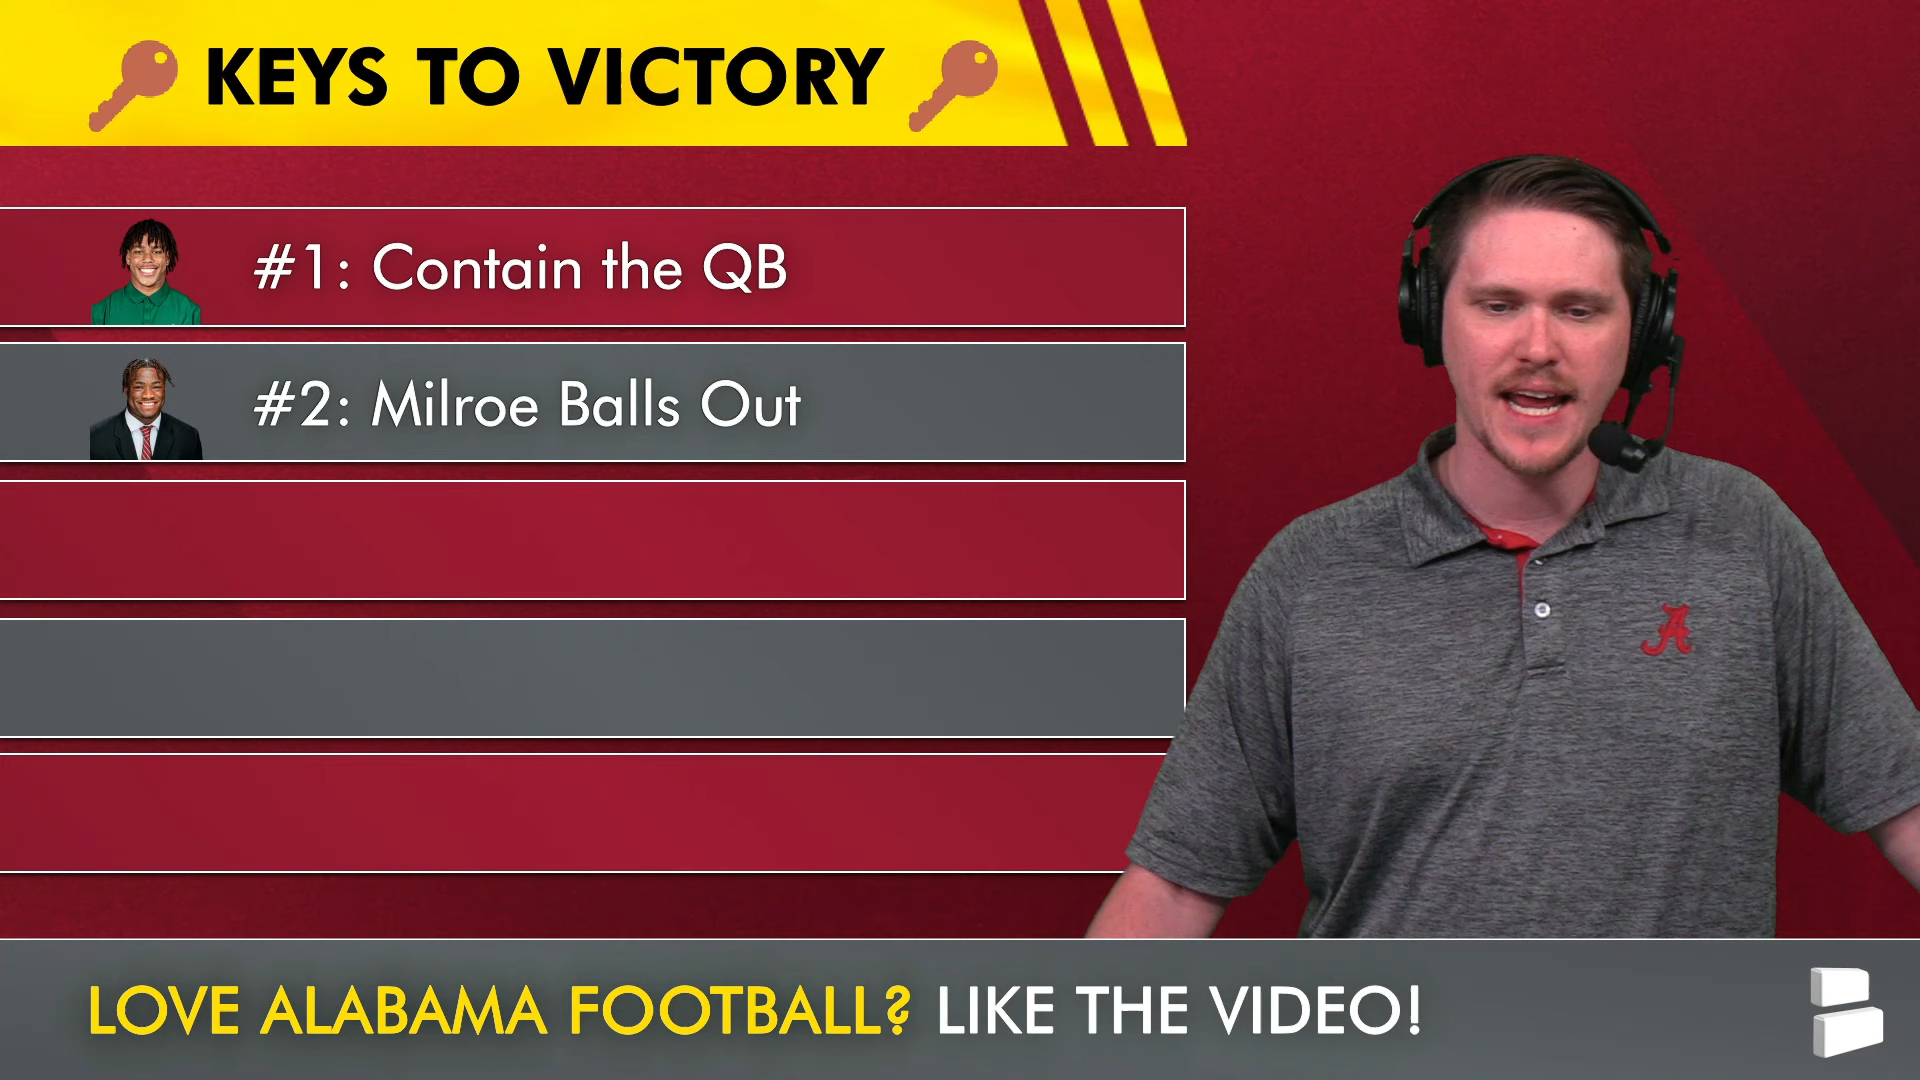 KEYS TO VICTORY
#1: Contain the QB
#2: Milroe Balls Out
LOVE ALABAMA FOOTBALL? LIKE THE VIDEO!